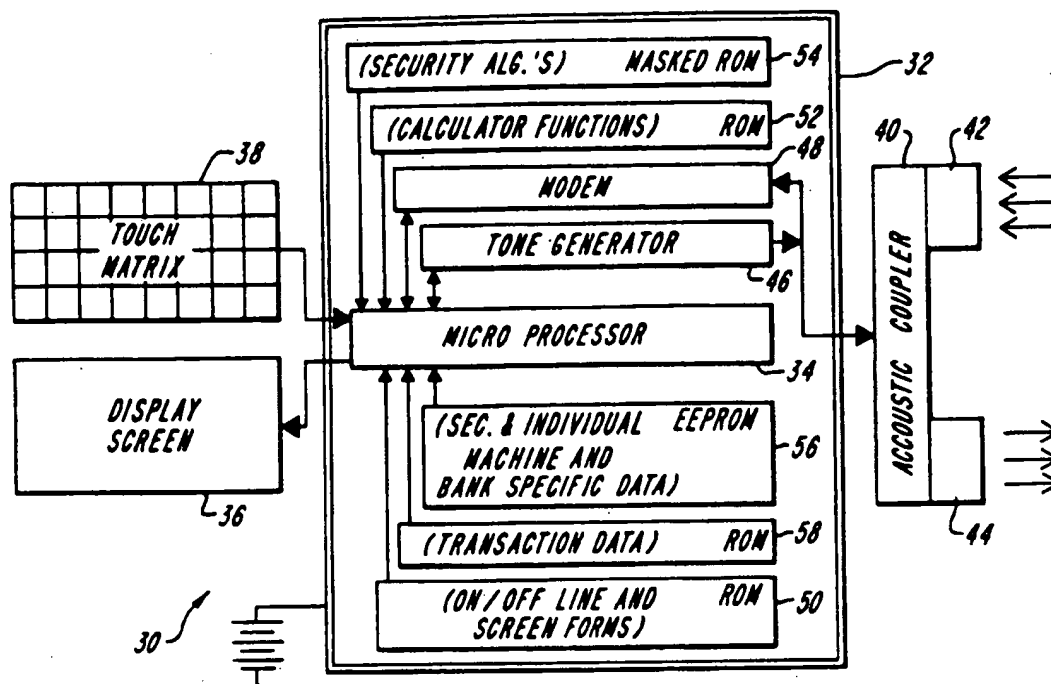 (SECURITY ALG.'S) MASKED ROM
54
32
(CALCULATOR FUNCTIONS) ROM
52
38
48
40
42
MODEM
TOUCH
MATRIX
TONE GENERATOR
46
MICRO PROCESSOR
34
ACCOUSTIC COUPLER
DISPLAY
SCREEN
36
(SEC. & INDIVIDUAL EEPROM
MACHINE AND
BANK SPECIFIC DATA)
56
44
(TRANSACTION DATA) ROM
58
(ON/OFF LINE AND ROM
SCREEN FORMS)
50
30